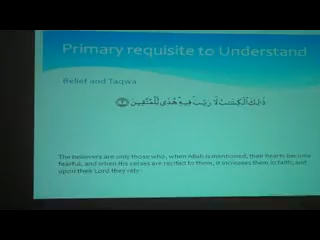 Primary requisite to Understand
Belief and Taqwa
ذَٰلِكَ ٱلْكِتَٰبُ لَا رَيْبَ فِيهِ هُدًى لِّلْمُتَّقِينَ
The believers are only those who, when Allah is mentioned, their hearts become
fearful, and when His verses are recited to them, it increases them in faith; and
upon their Lord they rely -